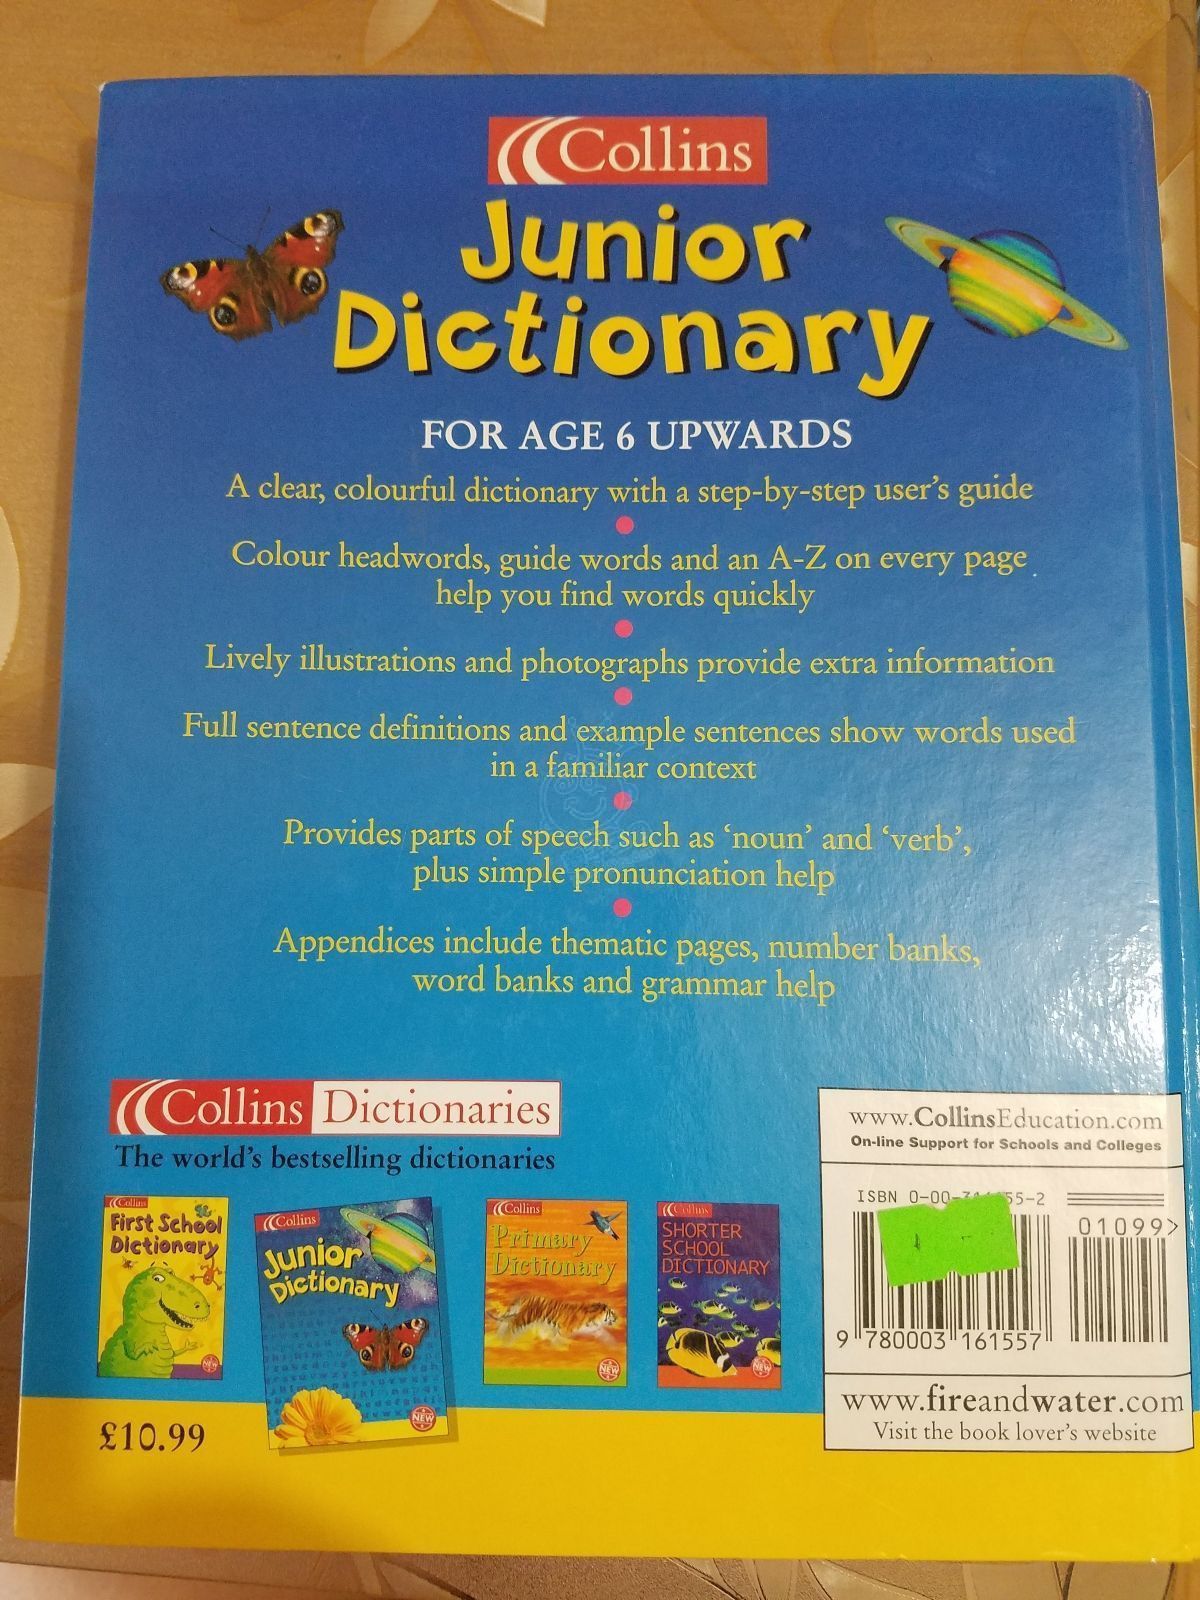 Collins
Junior
Dictionary
FOR AGE 6 UPWARDS
A clear, colourful dictionary with a step-by-step user's guide
Colour headwords, guide words and an A-Z on every page
help you find words quickly
Lively illustrations and photographs provide extra information
Full sentence definitions and example sentences show words used
in a familiar context
Provides parts of speech such as 'noun' and 'verb',
plus simple pronunciation help
Appendices include thematic pages, number banks,
word banks and grammar help
Collins Dictionaries
The world's bestselling dictionaries
Collins
First School
Dictionary
NEW
Collins
Junior
Dictionary
NEW
Collins
Primary
Dictionary
NEW
Collins
SHORTER
SCHOOL
DICTIONARY
NEW
£10.99
www.CollinsEducation.com
On-line Support for Schools and Colleges
ISBN
01099>
9 780003 161557
www.fireandwater.com
Visit the book lover's website